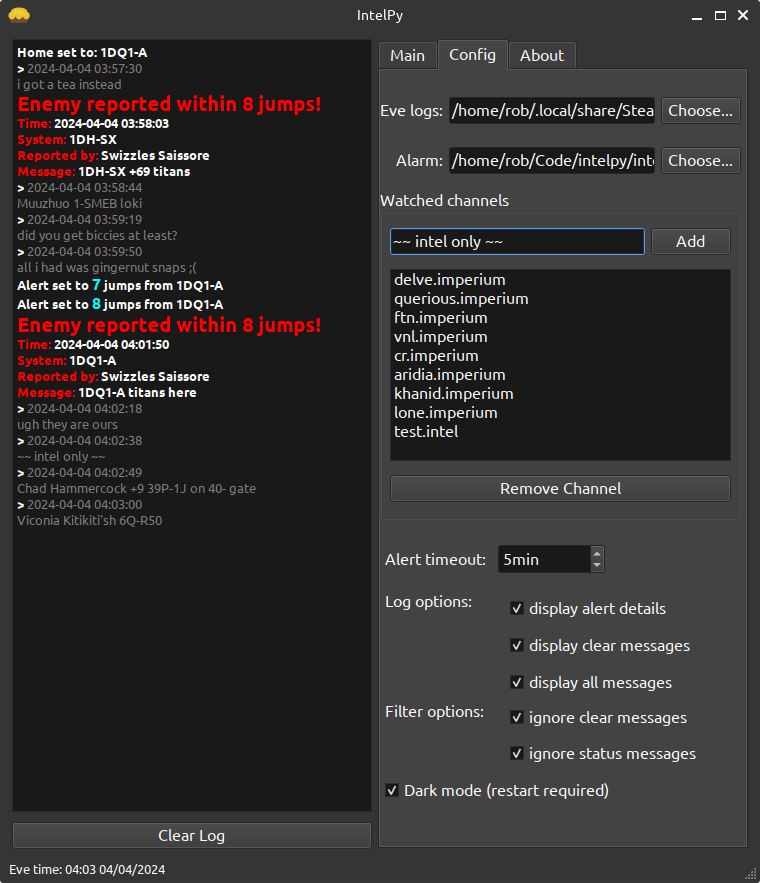 IntelPy
Home set to: 1DQ1-A
> 2024-04-04 03:57:30
i got a tea instead
Enemy reported within 8 jumps!
Time: 2024-04-04 03:58:03
System: 1DH-SX
Reported by: Swizzles Saissore
Message: 1DH-SX +69 titans
> 2024-04-04 03:58:44
Muuzhuo 1-SMEB loki
> 2024-04-04 03:59:19
did you get biccies at least?
> 2024-04-04 03:59:50
all i had was gingernut snaps ;(
Alert set to 7 jumps from 1DQ1-A
Alert set to 8 jumps from 1DQ1-A
Enemy reported within 8 jumps!
Time: 2024-04-04 04:01:50
System: 1DQ1-A
Reported by: Swizzles Saissore
Message: 1DQ1-A titans here
> 2024-04-04 04:02:18
ugh they are ours
> 2024-04-04 04:02:38
~~ intel only ~~
> 2024-04-04 04:02:49
Chad Hammercock +9 39P-1J on 40- gate
> 2024-04-04 04:03:00
Viconia Kitikiti'sh 6Q-R50
Clear Log
Eve time: 04:03 04/04/2024
Main Config About
Eve logs: /home/rob/.local/share/Stea Choose...
Alarm: /home/rob/Code/intelpy/inte Choose...
Watched channels
~~ intel only ~~ Add
delve.imperium
querious.imperium
ftn.imperium
vnl.imperium
cr.imperium
aridia.imperium
khanid.imperium
lone.imperium
test.intel
Remove Channel
Alert timeout: 5min
Log options:
display alert details
display clear messages
display all messages
Filter options:
ignore clear messages
ignore status messages
Dark mode (restart required)